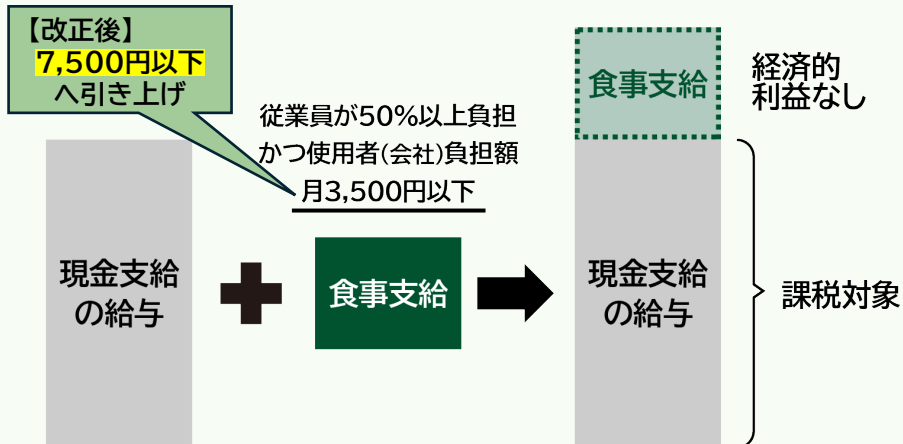 【改正後】
7,500円以下
へ引き上げ
従業員が50%以上負担
かつ使用者(会社)負担額
月3,500円以下
現金支給
の給与
食事支給
食事支給
現金支給
の給与
経済的
利益なし
課税対象